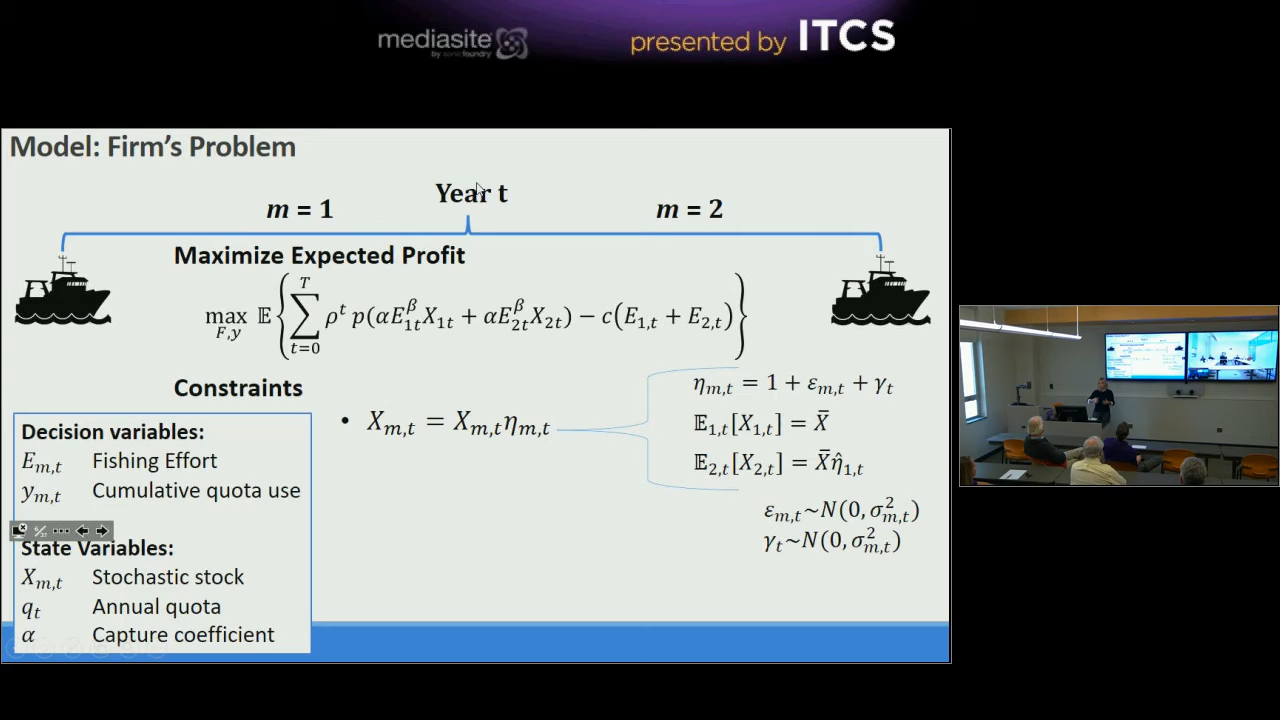 mediasite
by sonicfoundry
presented by ITCS
Model: Firm's Problem
Year t
m = 1
m = 2
Maximize Expected Profit
max_{F,y} 𝔼 { ∑_{t=0}^{T} ρ^t p(αE_{1t}^β X_{1t} + αE_{2t}^β X_{2t}) − c(E_{1,t} + E_{2,t}) }
Constraints
• X_{m,t} = X_{m,t}η_{m,t}
η_{m,t} = 1 + ε_{m,t} + γ_t
𝔼_{1,t}[X_{1,t}] = X̄
𝔼_{2,t}[X_{2,t}] = X̄η̂_{1,t}
ε_{m,t}~N(0, σ²_{m,t})
γ_t~N(0, σ²_{m,t})
Decision variables:
E_{m,t} Fishing Effort
y_{m,t} Cumulative quota use
State Variables:
X_{m,t} Stochastic stock
q_t Annual quota
α Capture coefficient